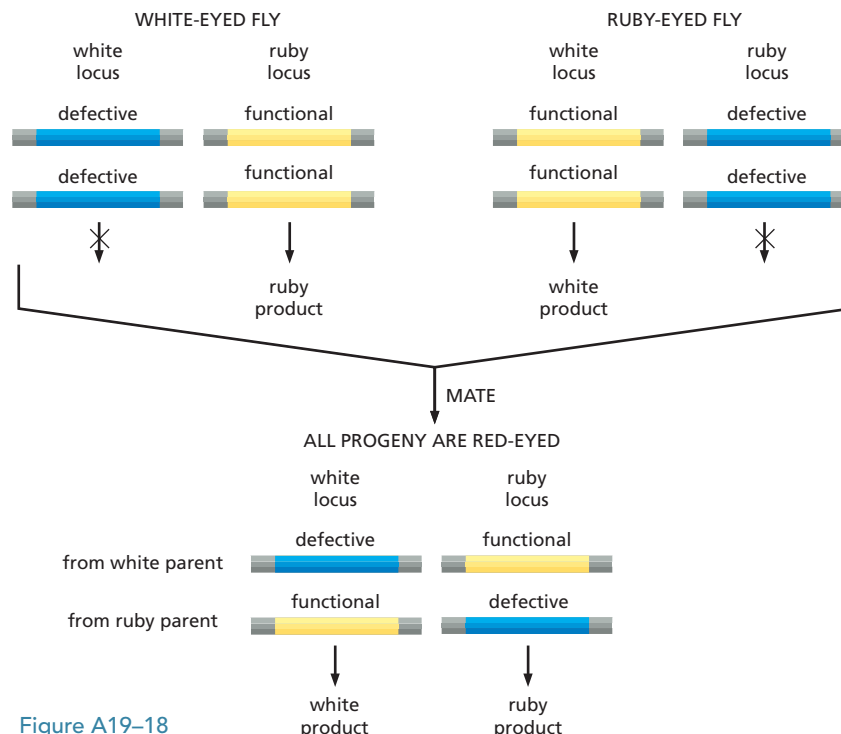 WHITE-EYED FLY RUBY-EYED FLY
white ruby white ruby
locus locus locus locus
defective functional functional defective
defective functional functional defective
ruby white
product product
MATE
ALL PROGENY ARE RED-EYED
white ruby
locus locus
defective functional
from white parent
functional defective
from ruby parent
white ruby
product product
Figure A19–18